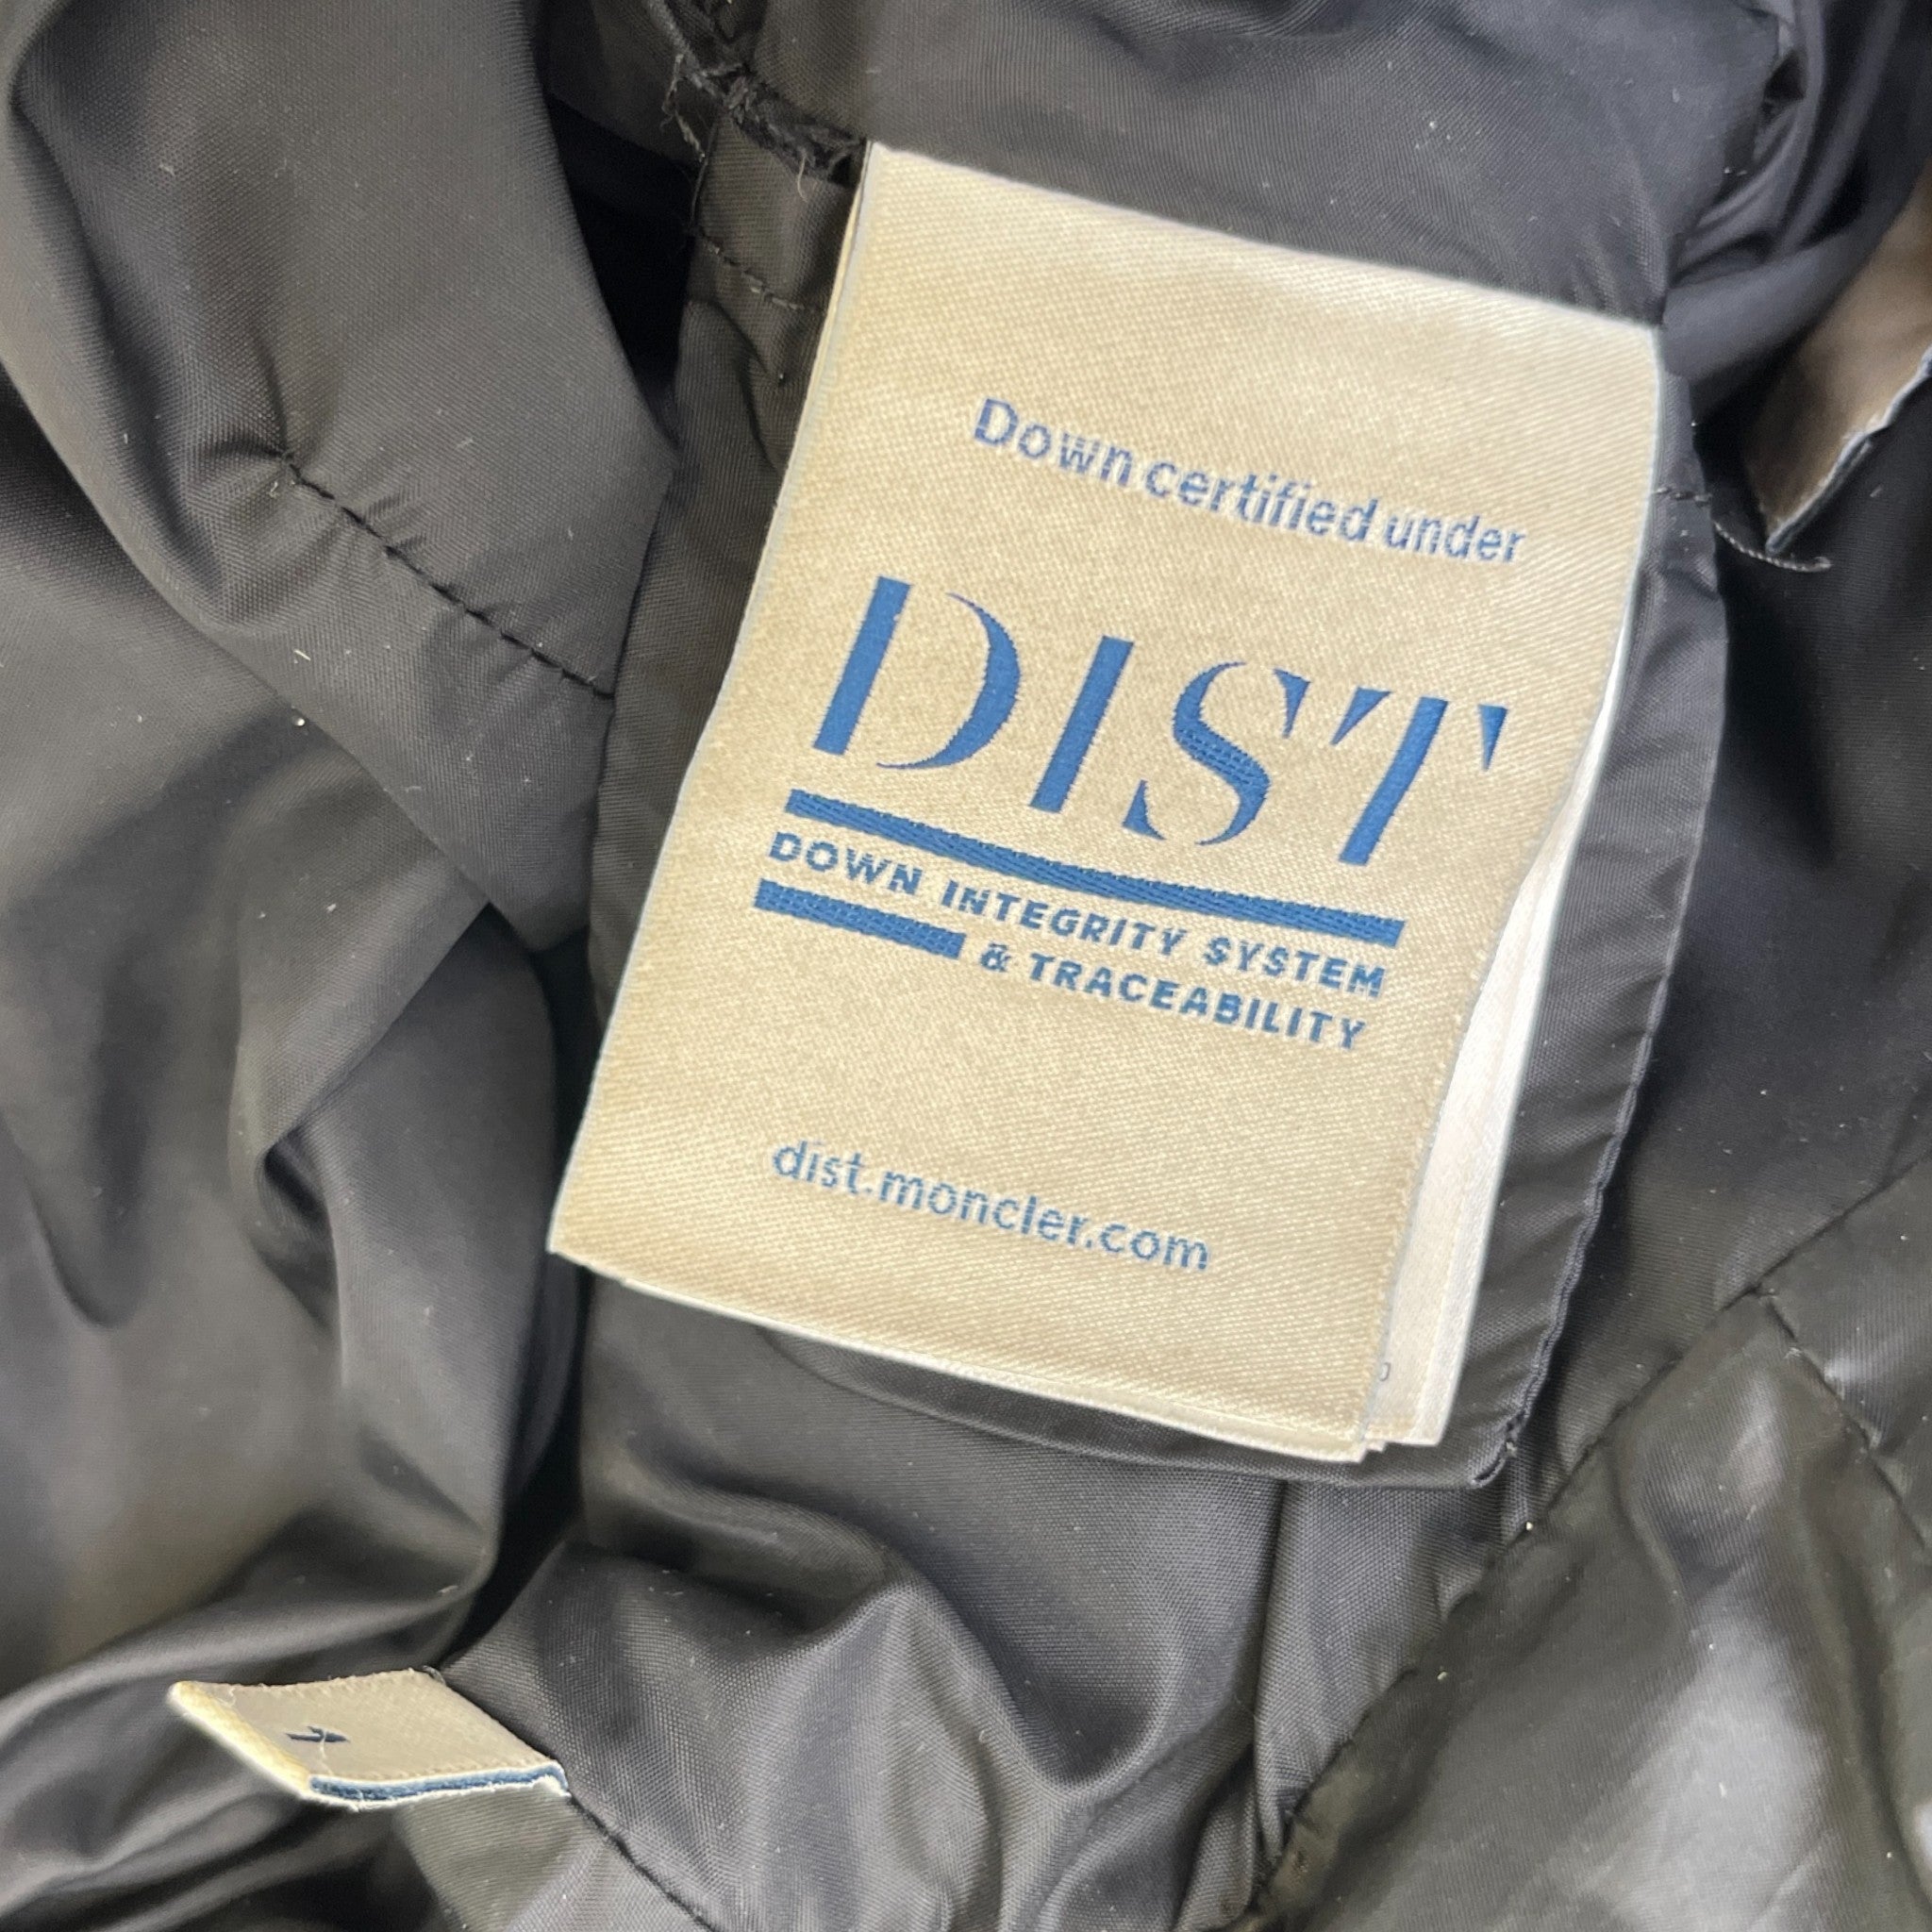 Down certified under
DIST
DOWN INTEGRITY SYSTEM
& TRACEABILITY
dist.moncler.com